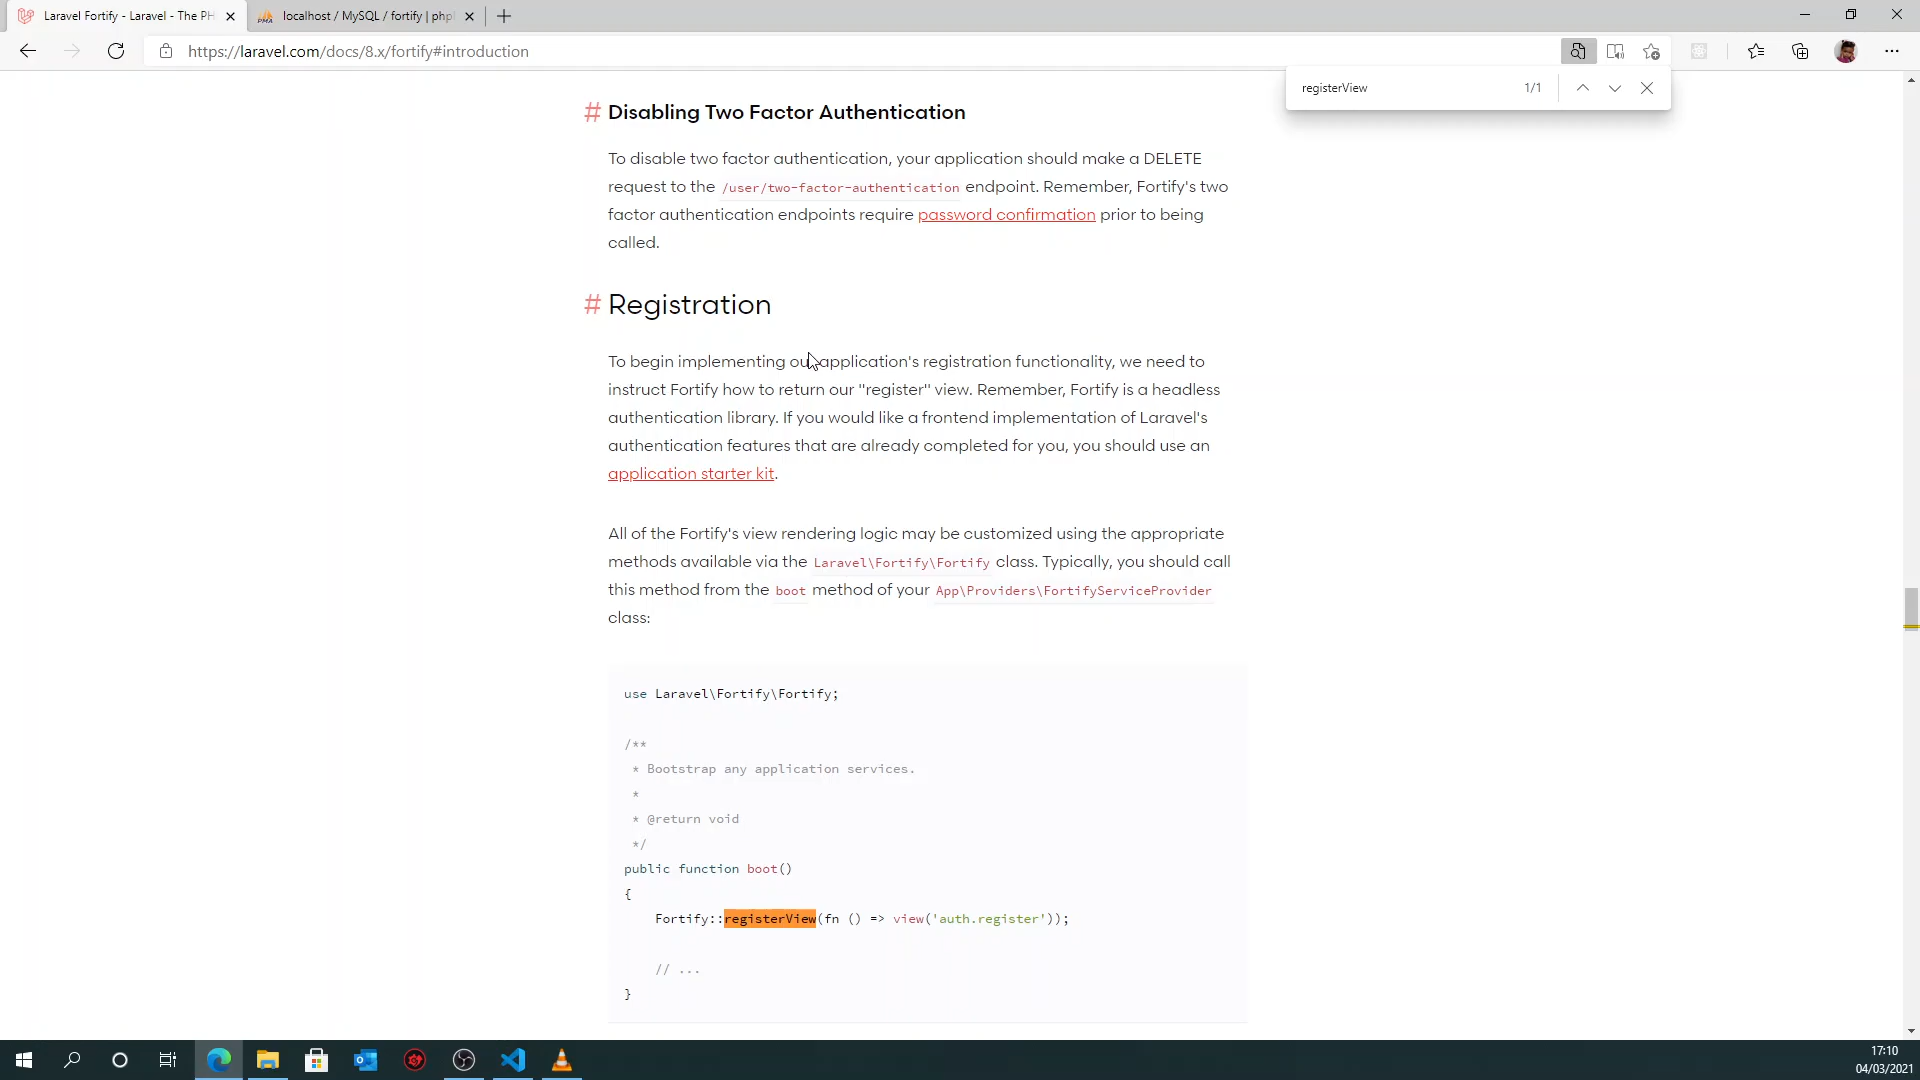 Laravel Fortify - Laravel - The PH
localhost / MySQL / fortify | phpl
https://laravel.com/docs/8.x/fortify#introduction
registerView 1/1
# Disabling Two Factor Authentication
To disable two factor authentication, your application should make a DELETE
request to the /user/two-factor-authentication endpoint. Remember, Fortify's two
factor authentication endpoints require password confirmation prior to being
called.
# Registration
To begin implementing our application's registration functionality, we need to
instruct Fortify how to return our "register" view. Remember, Fortify is a headless
authentication library. If you would like a frontend implementation of Laravel's
authentication features that are already completed for you, you should use an
application starter kit.
All of the Fortify's view rendering logic may be customized using the appropriate
methods available via the Laravel\Fortify\Fortify class. Typically, you should call
this method from the boot method of your App\Providers\FortifyServiceProvider
class:
use Laravel\Fortify\Fortify;
/**
* Bootstrap any application services.
*
* @return void
*/
public function boot()
{
Fortify::registerView(fn () => view('auth.register'));
// ...
}
17:10
04/03/2021